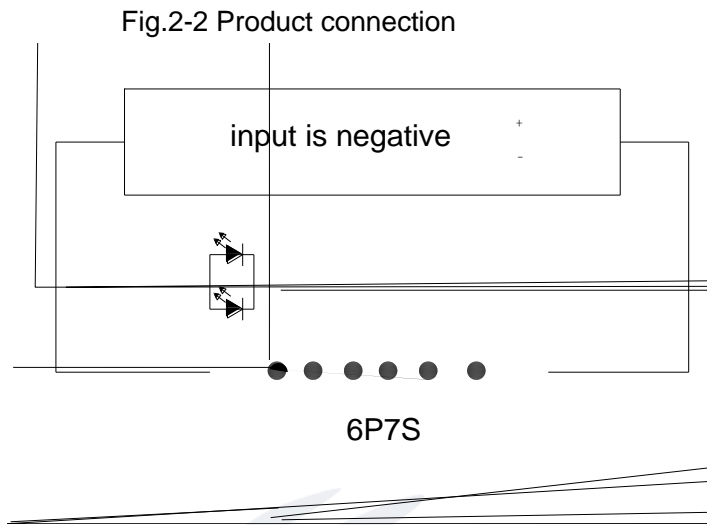 Fig.2-2 Product connection
input is negative
+
-
6P7S